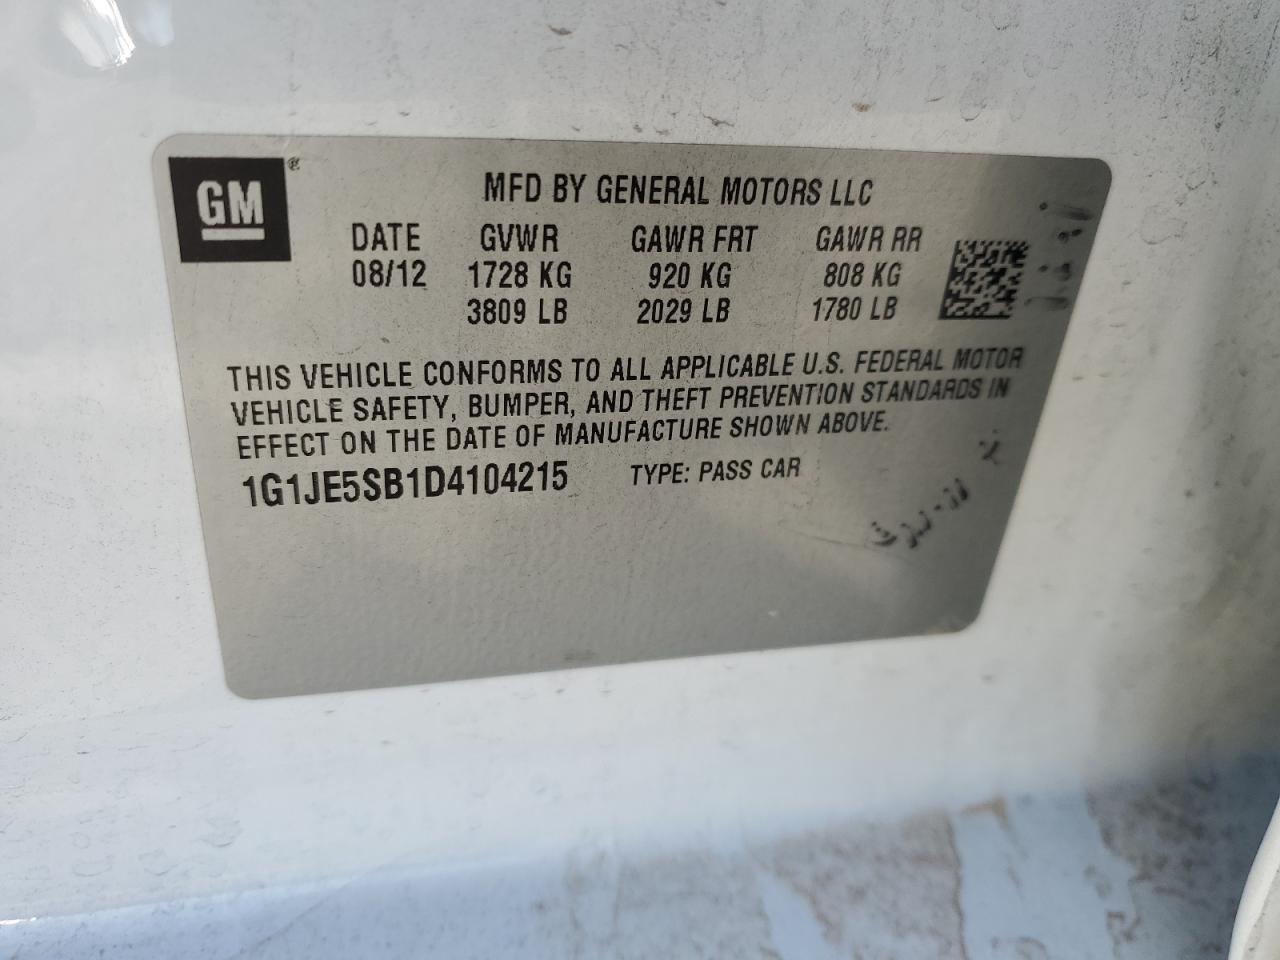 GM®
MFD BY GENERAL MOTORS LLC
DATE GVWR GAWR FRT GAWR RR
08/12 1728 KG 920 KG 808 KG
3809 LB 2029 LB 1780 LB
THIS VEHICLE CONFORMS TO ALL APPLICABLE U.S. FEDERAL MOTOR
VEHICLE SAFETY, BUMPER, AND THEFT PREVENTION STANDARDS IN
EFFECT ON THE DATE OF MANUFACTURE SHOWN ABOVE.
1G1JE5SB1D4104215 TYPE: PASS CAR